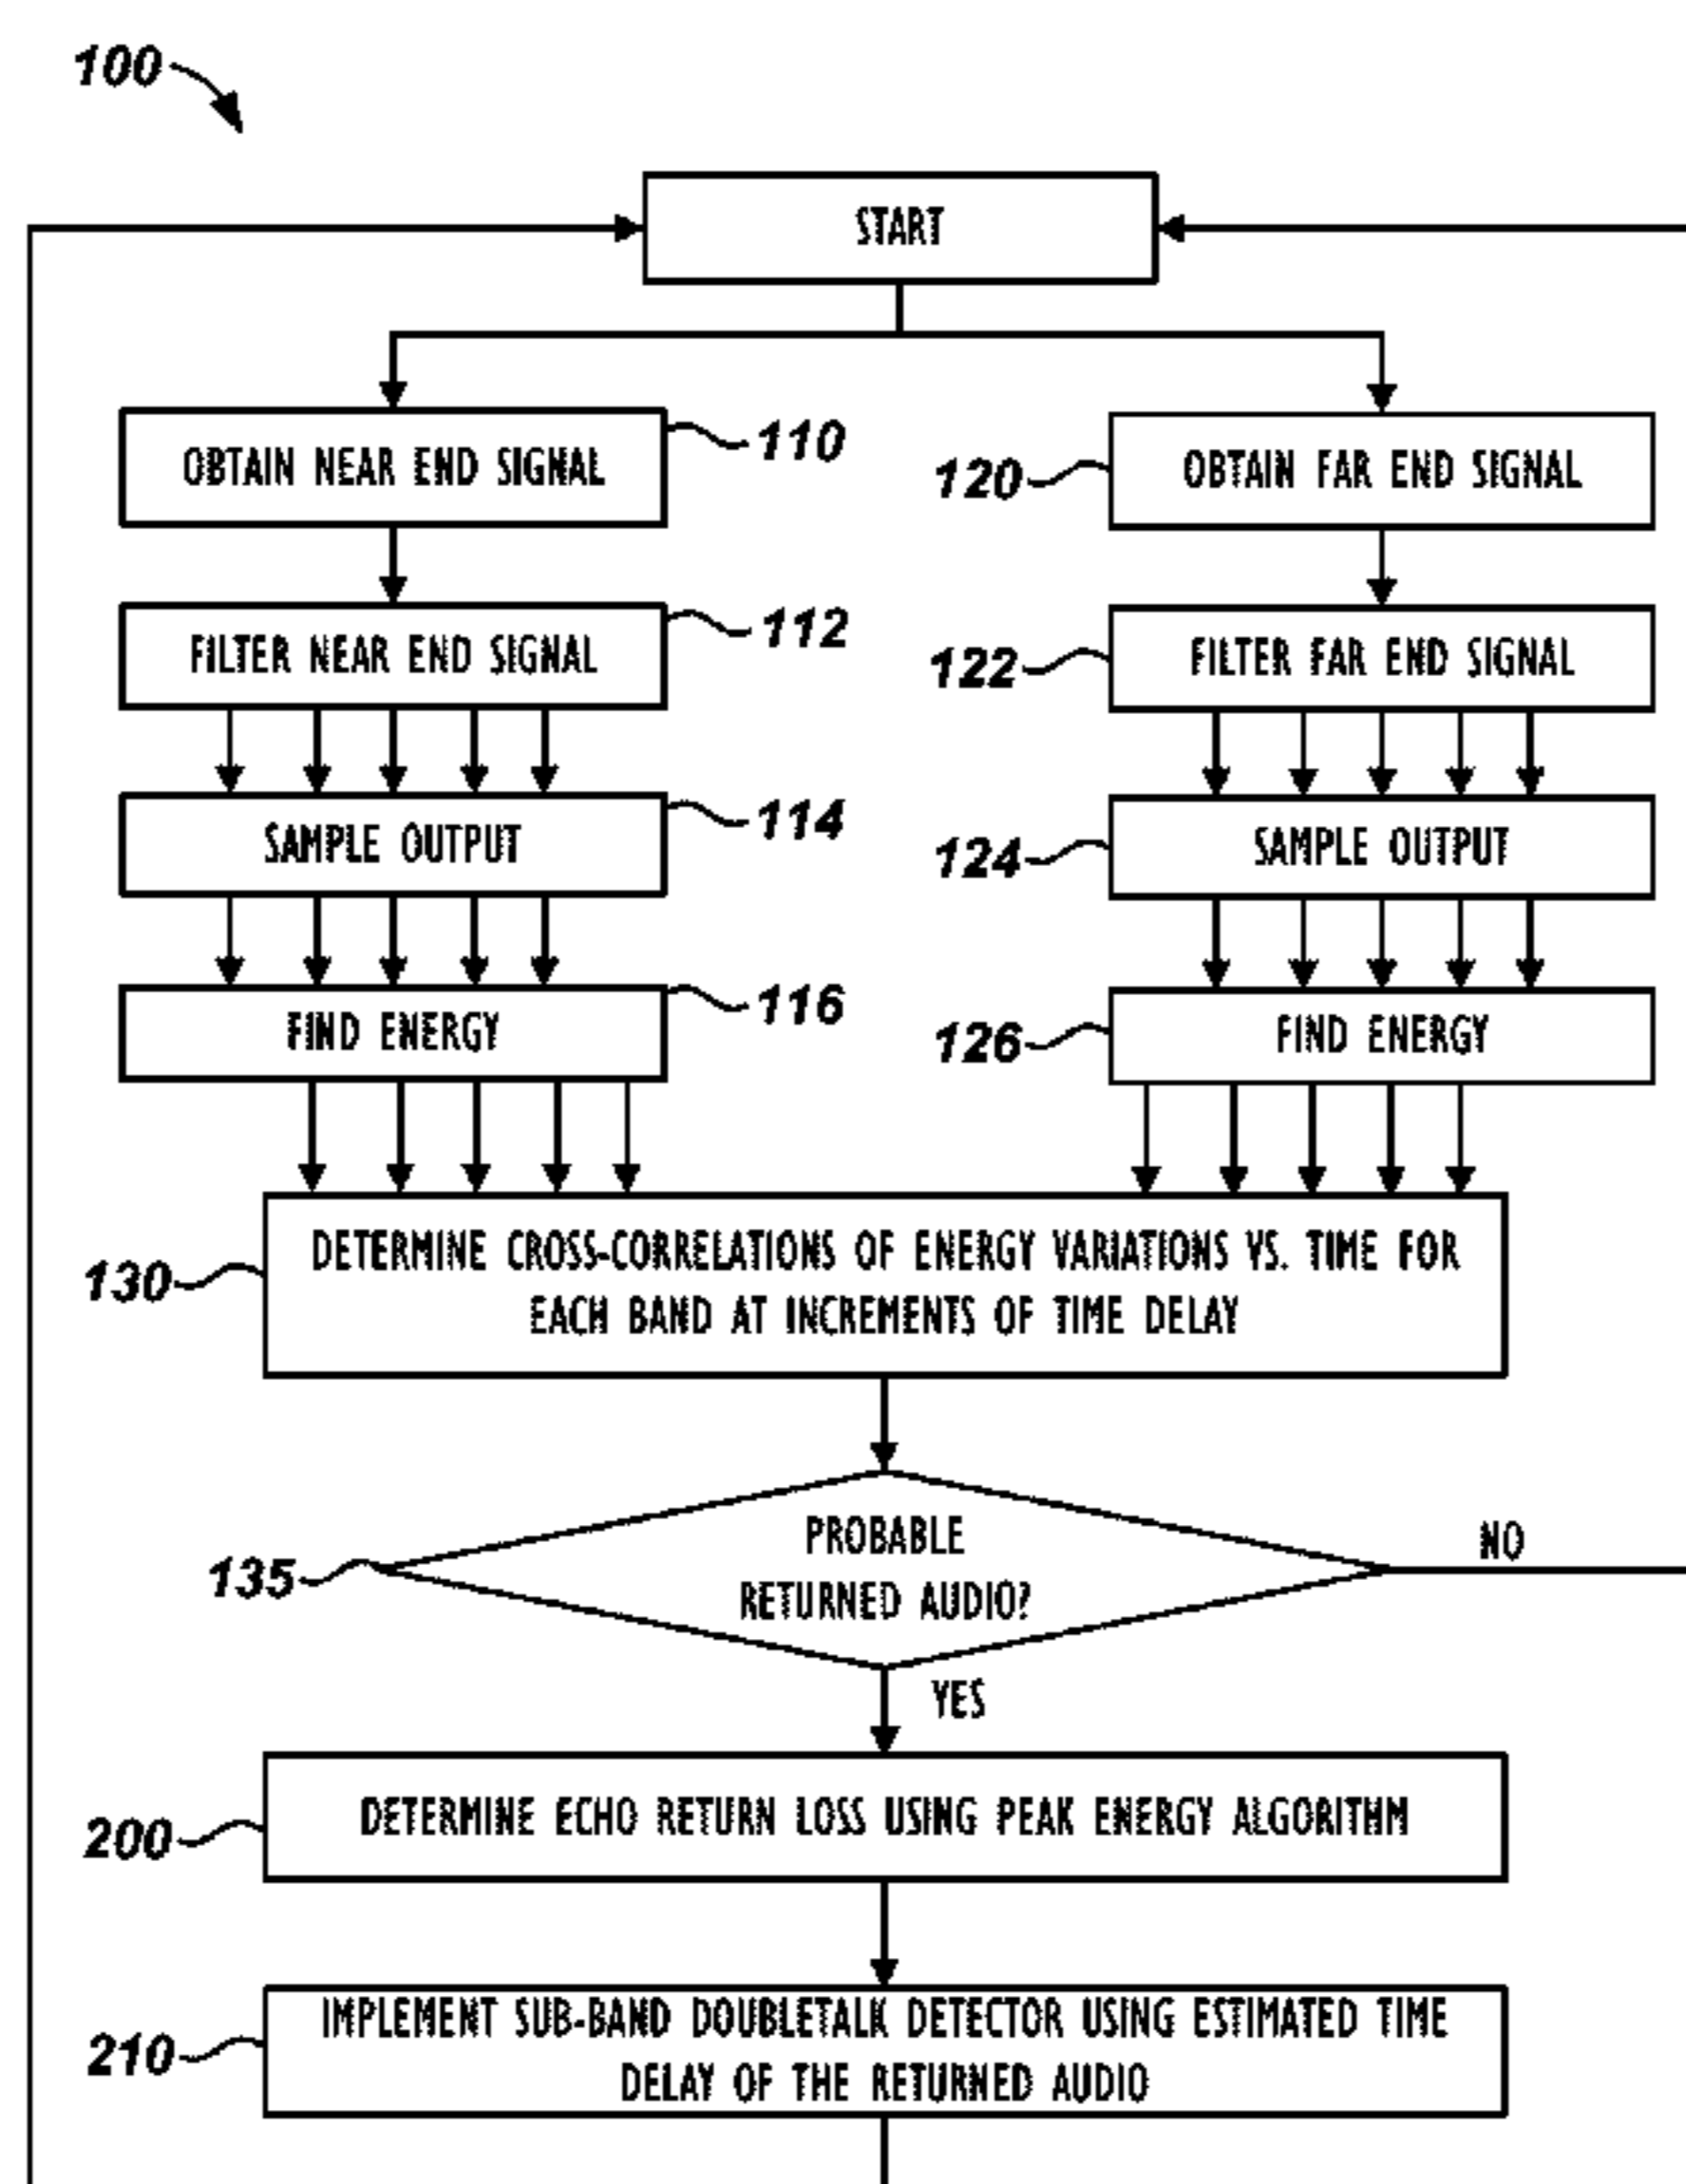 100
START
OBTAIN NEAR END SIGNAL
110
120
OBTAIN FAR END SIGNAL
FILTER NEAR END SIGNAL
112
122
FILTER FAR END SIGNAL
SAMPLE OUTPUT
114
124
SAMPLE OUTPUT
FIND ENERGY
116
126
FIND ENERGY
130
DETERMINE CROSS-CORRELATIONS OF ENERGY VARIATIONS VS. TIME FOR
EACH BAND AT INCREMENTS OF TIME DELAY
135
PROBABLE
RETURNED AUDIO?
NO
YES
200
DETERMINE ECHO RETURN LOSS USING PEAK ENERGY ALGORITHM
210
IMPLEMENT SUB-BAND DOUBLETALK DETECTOR USING ESTIMATED TIME
DELAY OF THE RETURNED AUDIO